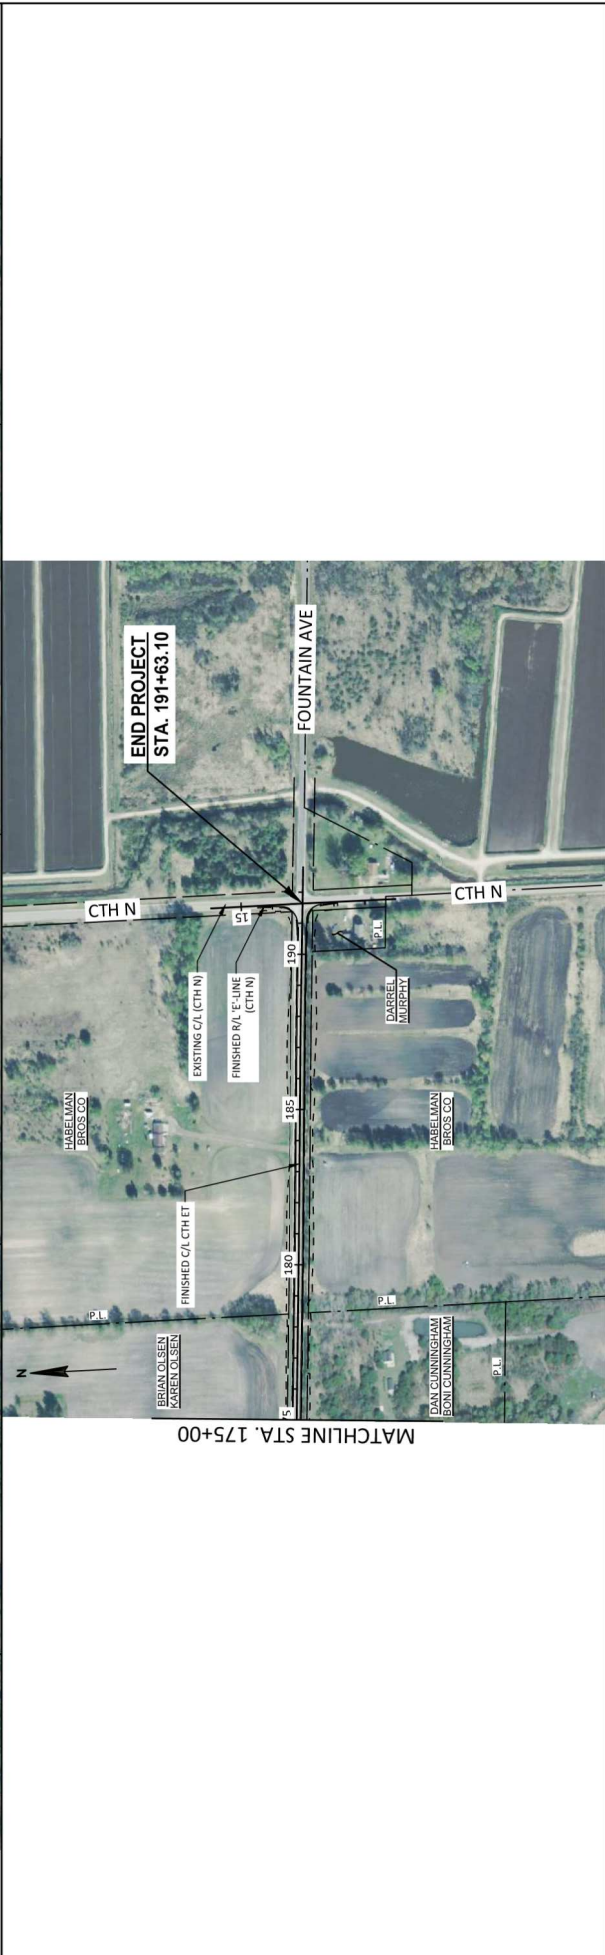 END PROJECT
STA. 191+63.10
FOUNTAIN AVE
CTH N
CTH N
15
EXISTING C/L (CTH N)
FINISHED R/L 'E'-LINE
(CTH N)
190
P.L.
DARREL
MURPHY
HABELMAN
BROS CO
185
HABELMAN
BROS CO
FINISHED C/L CTH ET
180
P.L.
P.L.
N
BRIAN OLSEN
KAREN OLSEN
DAN CUNNINGHAM
BONI CUNNINGHAM
P.L.
5
MATCHLINE STA. 175+00